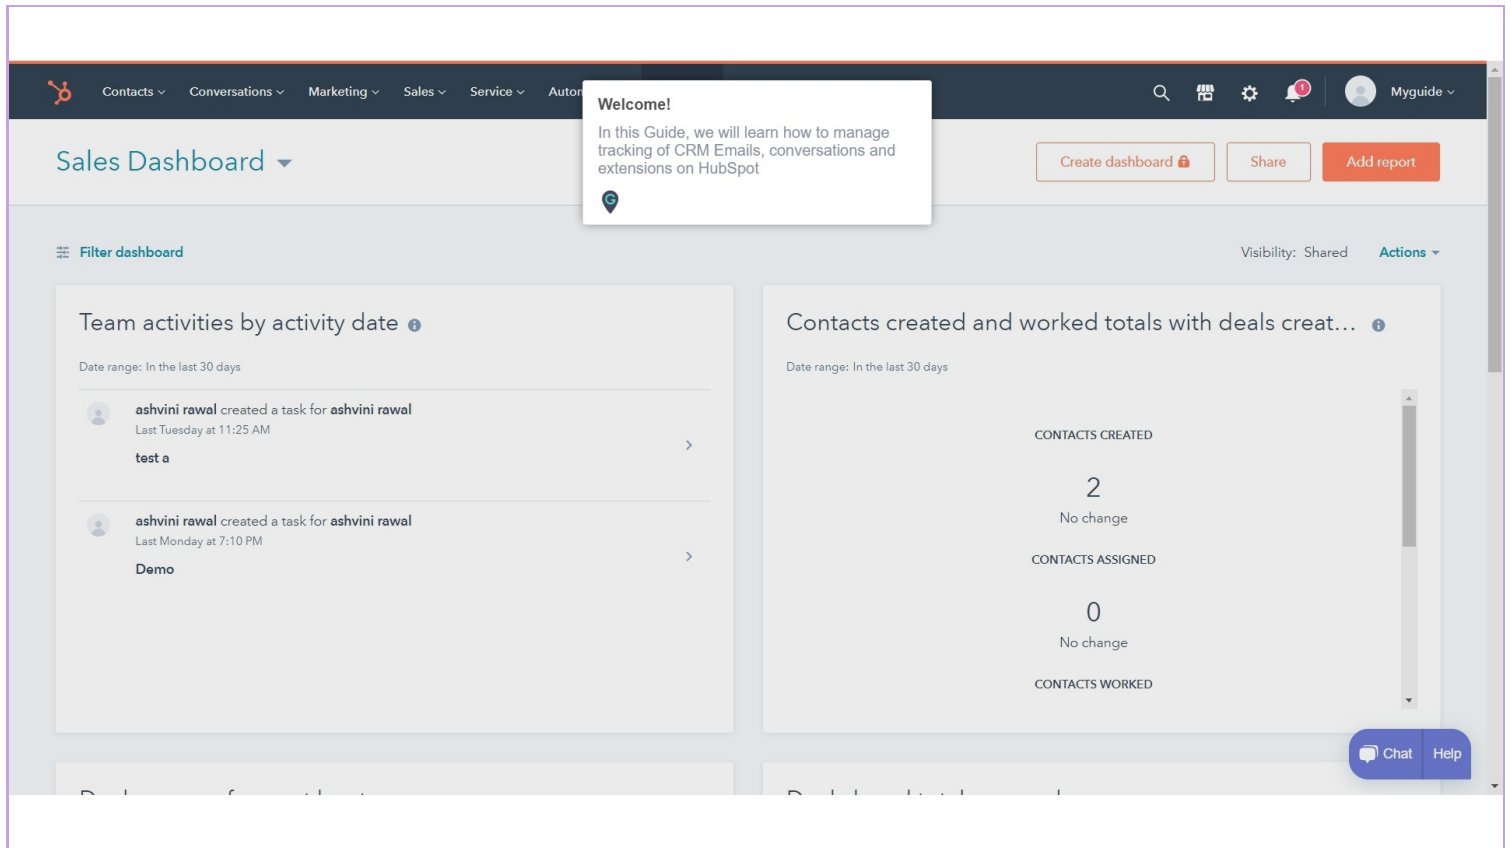 Contacts Conversations Marketing Sales Service Autom
1 Myguide
Welcome!
In this Guide, we will learn how to manage
tracking of CRM Emails, conversations and
extensions on HubSpot
G
Sales Dashboard
Create dashboard Share Add report
Filter dashboard
Visibility: Shared Actions
Team activities by activity date
Date range: In the last 30 days
ashvini rawal created a task for ashvini rawal
Last Tuesday at 11:25 AM
test a
ashvini rawal created a task for ashvini rawal
Last Monday at 7:10 PM
Demo
Contacts created and worked totals with deals creat...
Date range: In the last 30 days
CONTACTS CREATED
2
No change
CONTACTS ASSIGNED
0
No change
CONTACTS WORKED
Chat Help